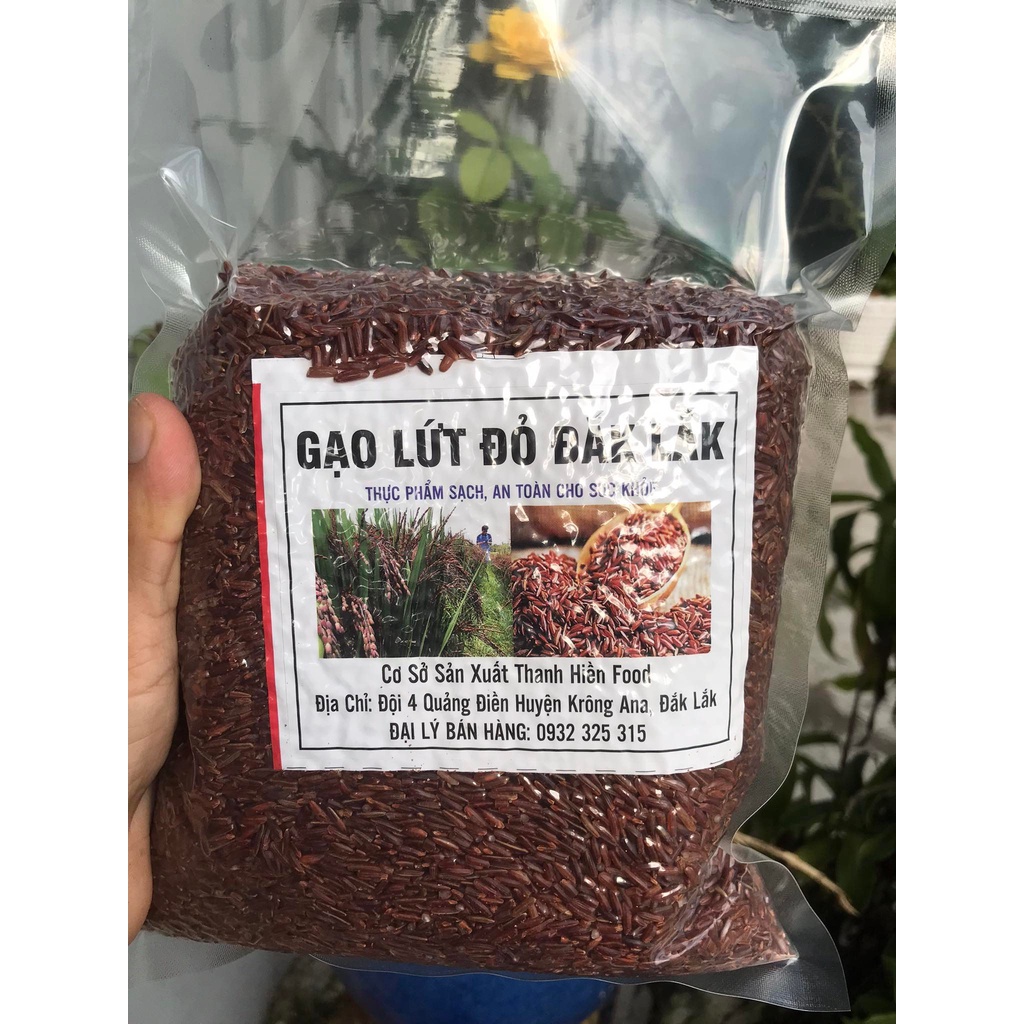 GẠO LỨT ĐỎ ĐẮK LẮK
THỰC PHẨM SẠCH, AN TOÀN CHO SỨC KHỎE
Cơ Sở Sản Xuất Thanh Hiền Food
Địa Chỉ: Đội 4 Quảng Điền Huyện Krông Ana, Đắk Lắk
ĐẠI LÝ BÁN HÀNG: 0932 325 315